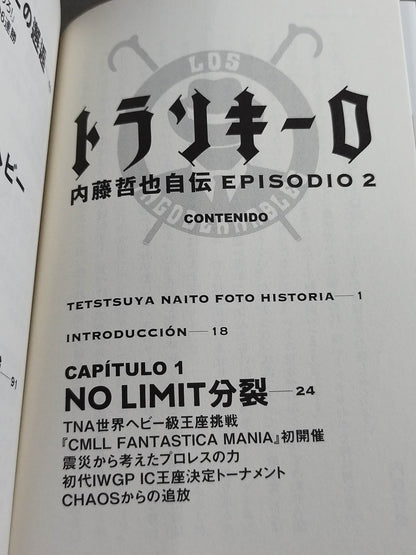 LOS
トランキーロ
内藤哲也自伝 EPISODIO 2
CONTENIDO
TETSTSUYA NAITO FOTO HISTORIA—1
INTRODUCCIÓN—18
CAPÍTULO 1
NO LIMIT分裂—24
TNA世界ヘビー級王座挑戦
『CMLL FANTASTICA MANIA』初開催
震災から考えたプロレスの力
初代IWGP IC王座決定トーナメント
CHAOSからの追放
91